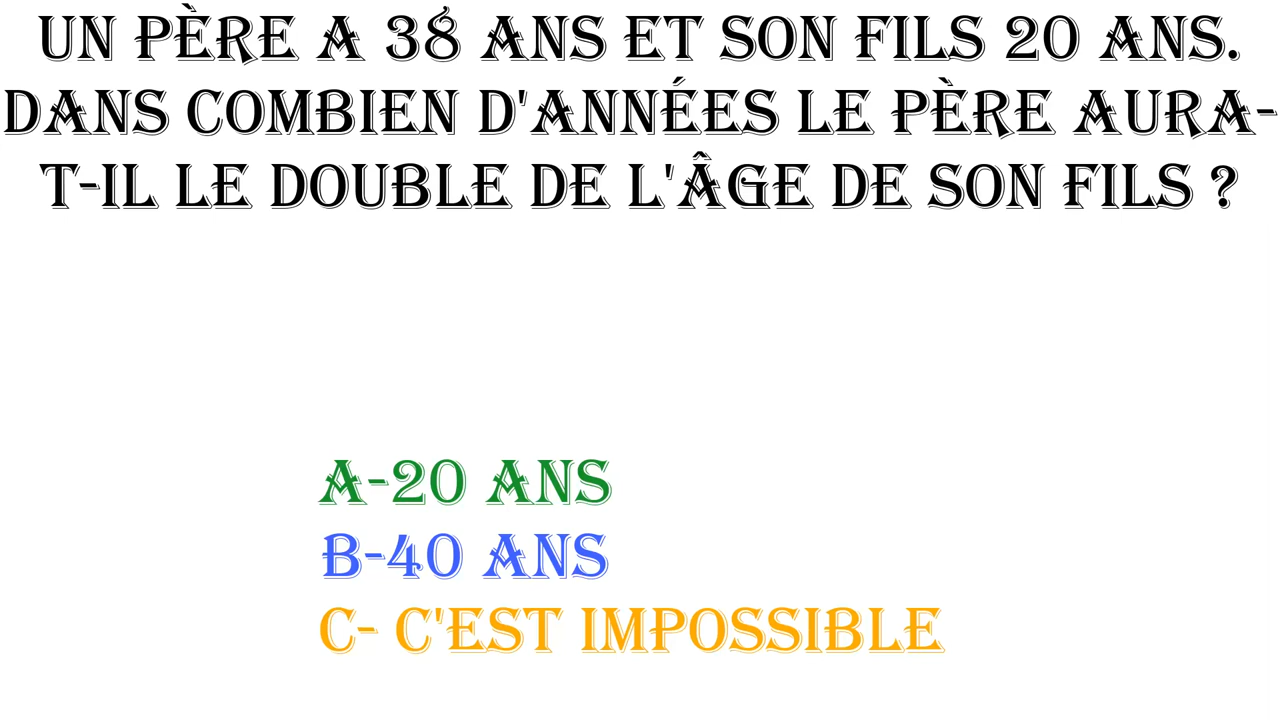 UN PÈRE A 38 ANS ET SON FILS 20 ANS.
DANS COMBIEN D'ANNÉES LE PÈRE AURA-
T-IL LE DOUBLE DE L'ÂGE DE SON FILS ?
A-20 ANS
B-40 ANS
C- C'EST IMPOSSIBLE